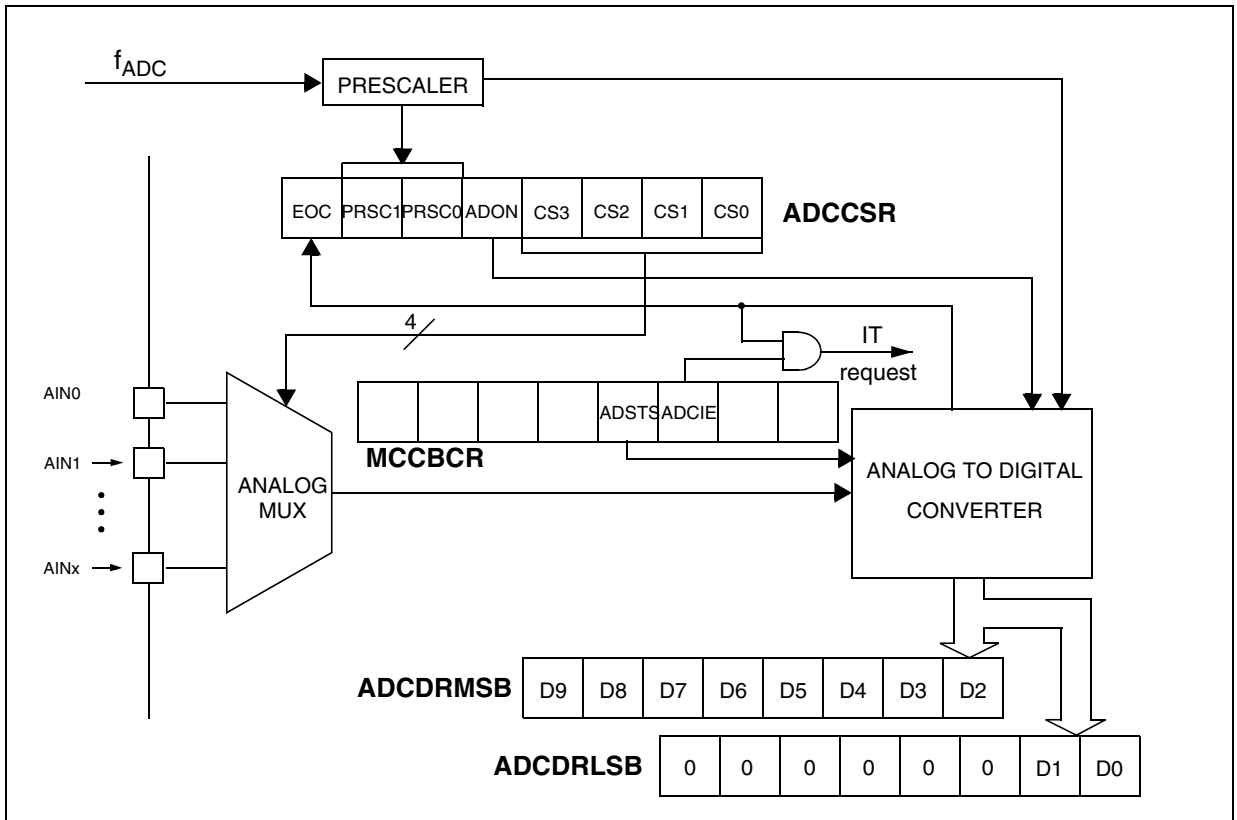 fADC
PRESCALER
EOC PRSC1 PRSC0 ADON CS3 CS2 CS1 CS0 ADCCSR
4
IT
request
AIN0
ADSTS ADCIE
MCCBCR
AIN1
ANALOG
MUX
ANALOG TO DIGITAL
CONVERTER
AINx
ADCDRMSB D9 D8 D7 D6 D5 D4 D3 D2
ADCDRLSB 0 0 0 0 0 0 D1 D0